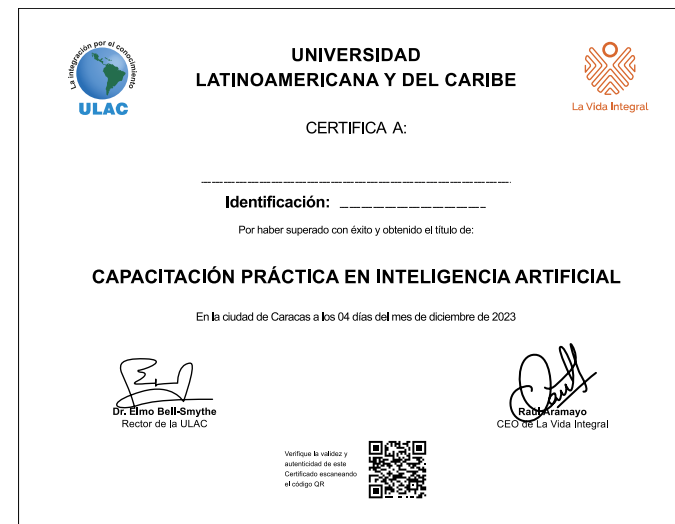 La integración por el conocimiento
ULAC
UNIVERSIDAD
LATINOAMERICANA Y DEL CARIBE
La Vida Integral
CERTIFICA A:
Identificación:
Por haber superado con éxito y obtenido el título de:
CAPACITACIÓN PRÁCTICA EN INTELIGENCIA ARTIFICIAL
En la ciudad de Caracas a los 04 días del mes de diciembre de 2023
Dr. Elmo Bell-Smythe
Rector de la ULAC
Raúl Aramayo
CEO de La Vida Integral
Verifique la validez y
autenticidad de este
Certificado escaneando
el código QR